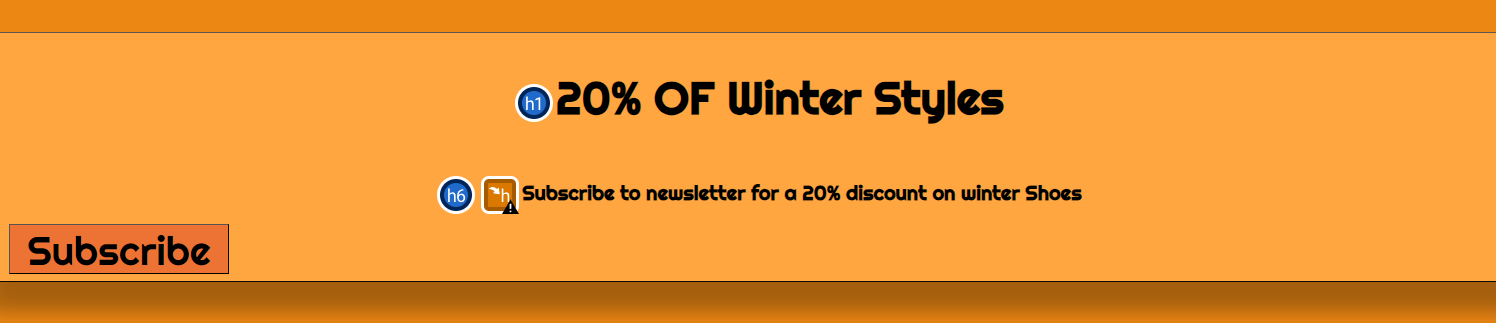 h1 20% OF Winter Styles
h6 h Subscribe to newsletter for a 20% discount on winter Shoes
Subscribe